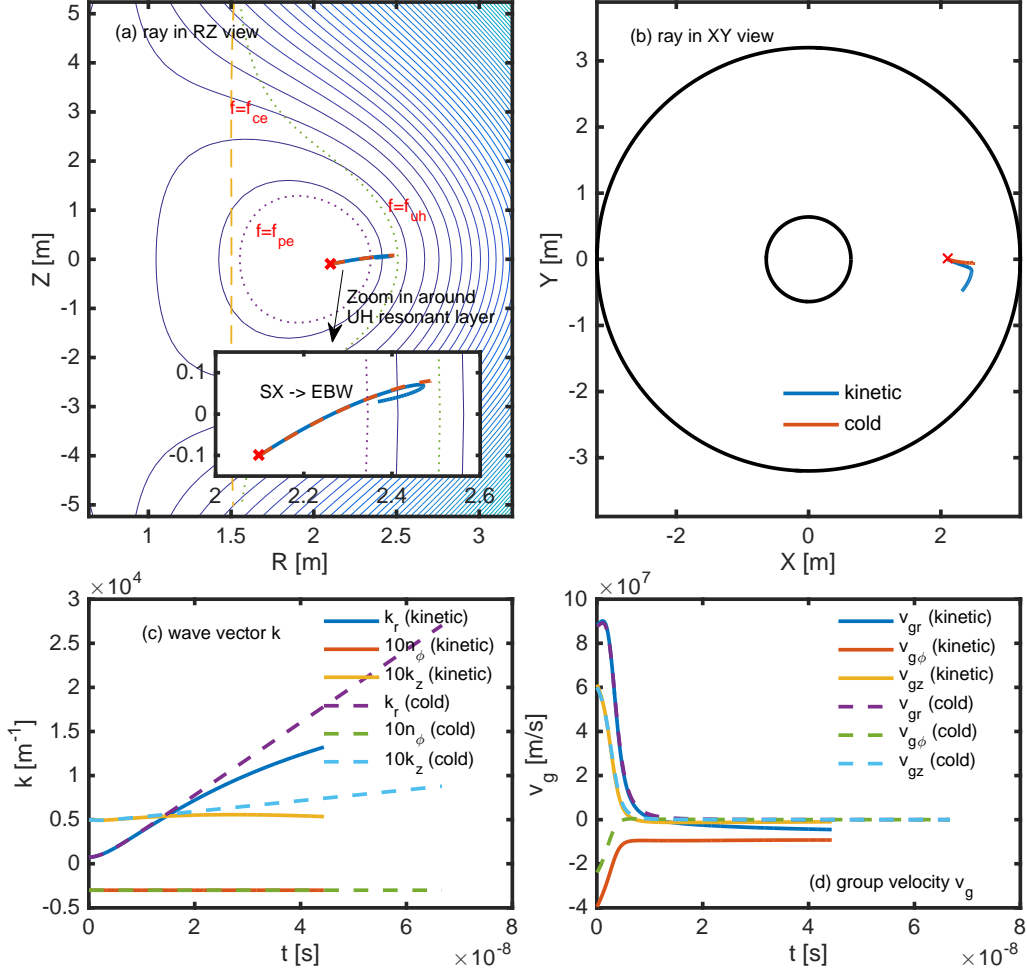 (a) ray in RZ view
f=f_ce
f=f_pe
f=f_uh
Zoom in around
UH resonant layer
SX -> EBW
0.1
0
-0.1
2
2.2
2.4
2.6
5
4
3
2
1
0
-1
-2
-3
-4
-5
Z [m]
1
1.5
2
2.5
3
R [m]
(b) ray in XY view
kinetic
cold
3
2
1
0
-1
-2
-3
Y [m]
-2
0
2
X [m]
×10^4
(c) wave vector k
k_r (kinetic)
10n_ϕ (kinetic)
10k_z (kinetic)
k_r (cold)
10n_ϕ (cold)
10k_z (cold)
3
2.5
2
1.5
1
0.5
0
-0.5
k [m^-1]
0
2
4
6
8
t [s]
×10^-8
×10^7
v_gr (kinetic)
v_gϕ (kinetic)
v_gz (kinetic)
v_gr (cold)
v_gϕ (cold)
v_gz (cold)
(d) group velocity v_g
10
8
6
4
2
0
-2
-4
v_g [m/s]
0
2
4
6
8
t [s]
×10^-8